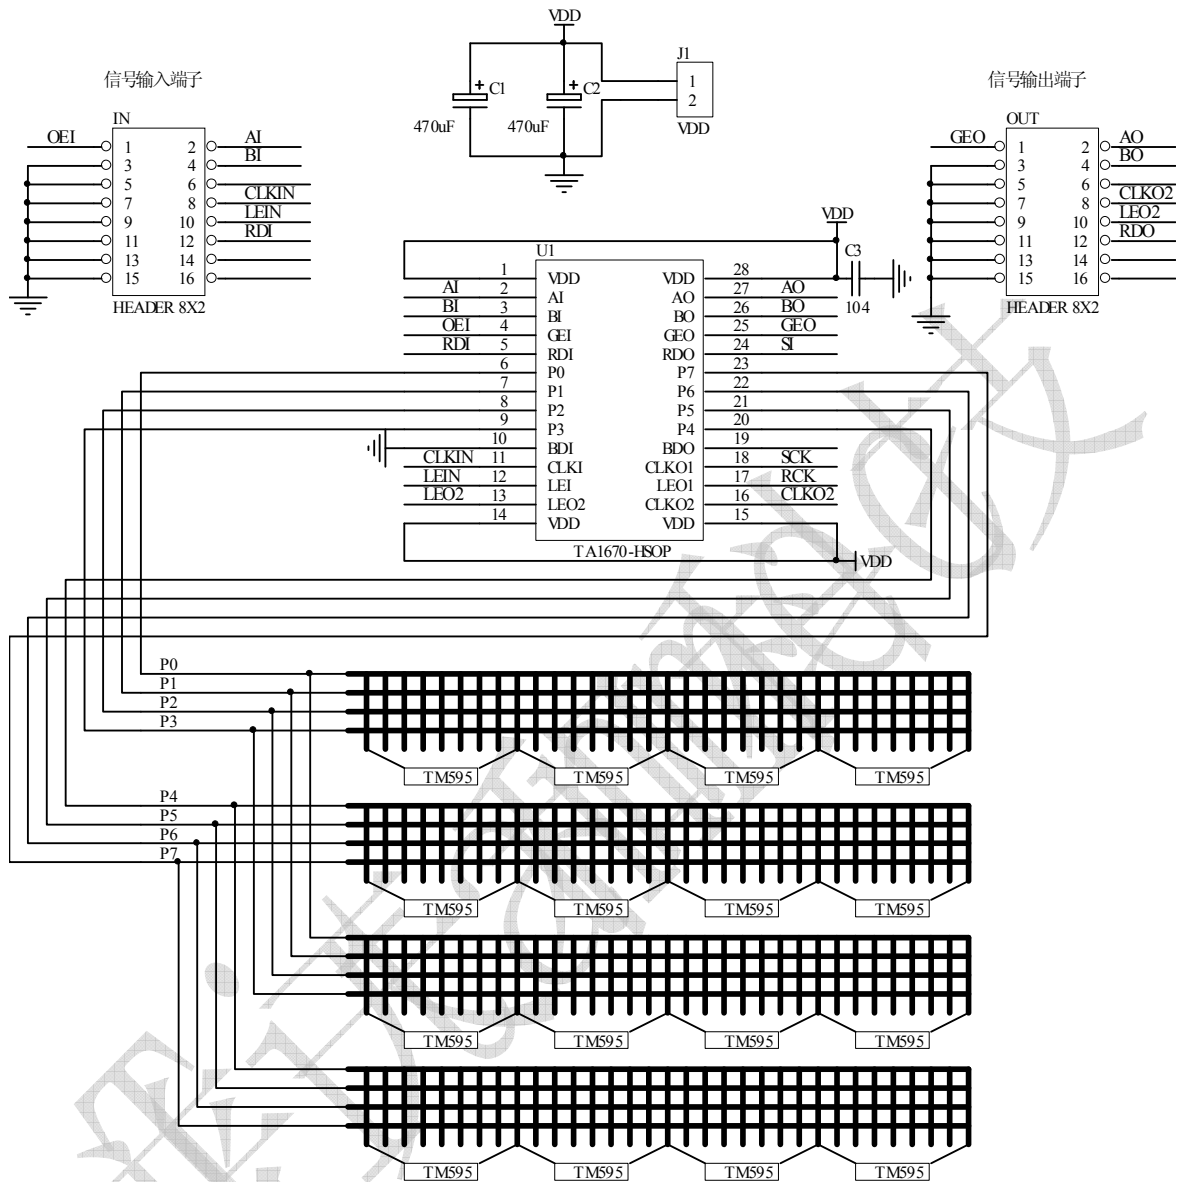 VDD
J1
信号输入端子
信号输出端子
C1
C2
1
2
470uF
470uF
VDD
IN
OUT
OEI 1 2 AI
3 4 BI
5 6
7 8 CLKIN
9 10 LEIN
11 12 RDI
13 14
15 16
HEADER 8X2
GEO 1 2 AO
3 4 BO
5 6
7 8 CLKO2
9 10 LEO2
11 12 RDO
13 14
15 16
HEADER 8X2
VDD
U1
C3
104
1 VDD VDD 28
AI 2 AI AO 27 AO
BI 3 BI BO 26 BO
OEI 4 GEI GEO 25 GEO
RDI 5 RDI RDO 24 SI
6 P0 P7 23
7 P1 P6 22
8 P2 P5 21
9 P3 P4 20
10 BDI BDO 19
CLKIN 11 CLKI CLKO1 18 SCK
LEIN 12 LEI LEO1 17 RCK
LEO2 13 LEO2 CLKO2 16 CLKO2
14 VDD VDD 15
TA1670-HSOP
VDD
P0
P1
P2
P3
TM595 TM595 TM595 TM595
P4
P5
P6
P7
TM595 TM595 TM595 TM595
TM595 TM595 TM595 TM595
TM595 TM595 TM595 TM595